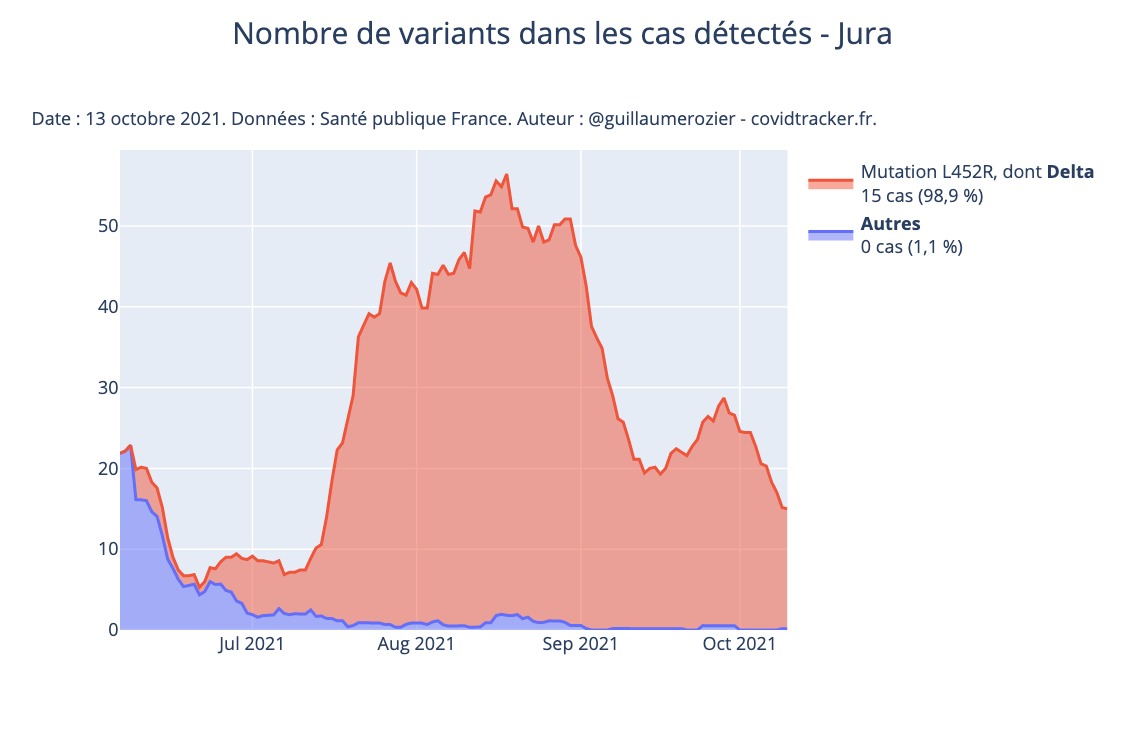 Nombre de variants dans les cas détectés - Jura
Date : 13 octobre 2021. Données : Santé publique France. Auteur : @guillaumerozier - covidtracker.fr.
Mutation L452R, dont Delta
15 cas (98,9 %)
Autres
0 cas (1,1 %)
50
40
30
20
10
0
Jul 2021 Aug 2021 Sep 2021 Oct 2021